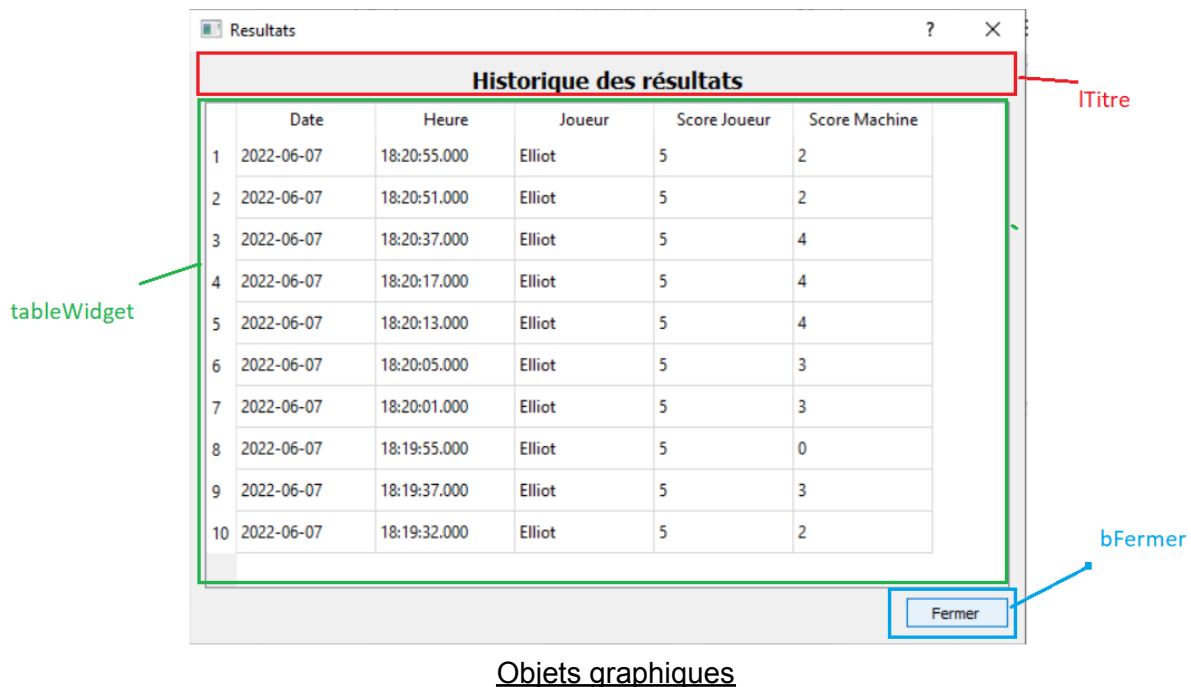 Resultats ? ×
Historique des résultats
lTitre
Date Heure Joueur Score Joueur Score Machine
1 2022-06-07 18:20:55.000 Elliot 5 2
2 2022-06-07 18:20:51.000 Elliot 5 2
3 2022-06-07 18:20:37.000 Elliot 5 4
4 2022-06-07 18:20:17.000 Elliot 5 4
tableWidget
5 2022-06-07 18:20:13.000 Elliot 5 4
6 2022-06-07 18:20:05.000 Elliot 5 3
7 2022-06-07 18:20:01.000 Elliot 5 3
8 2022-06-07 18:19:55.000 Elliot 5 0
9 2022-06-07 18:19:37.000 Elliot 5 3
10 2022-06-07 18:19:32.000 Elliot 5 2
bFermer
Fermer
Objets graphiques